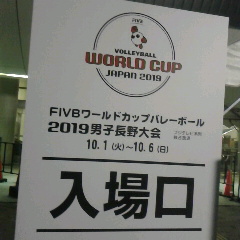 FIVB
VOLLEYBALL
WORLD CUP
JAPAN 2019
FIVBワールドカップバレーボール
2019男子長野大会
10.1(火)~10.6(日)
入場口